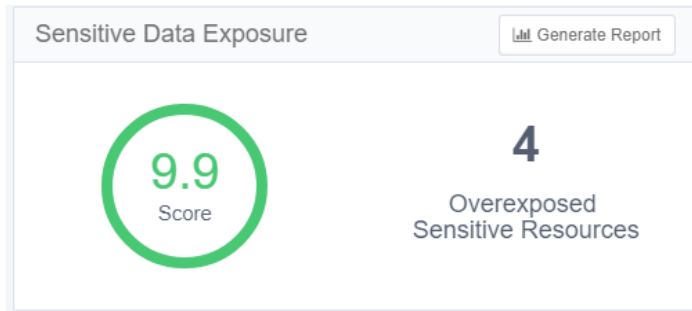 Sensitive Data Exposure
Generate Report
9.9
Score
4
Overexposed
Sensitive Resources